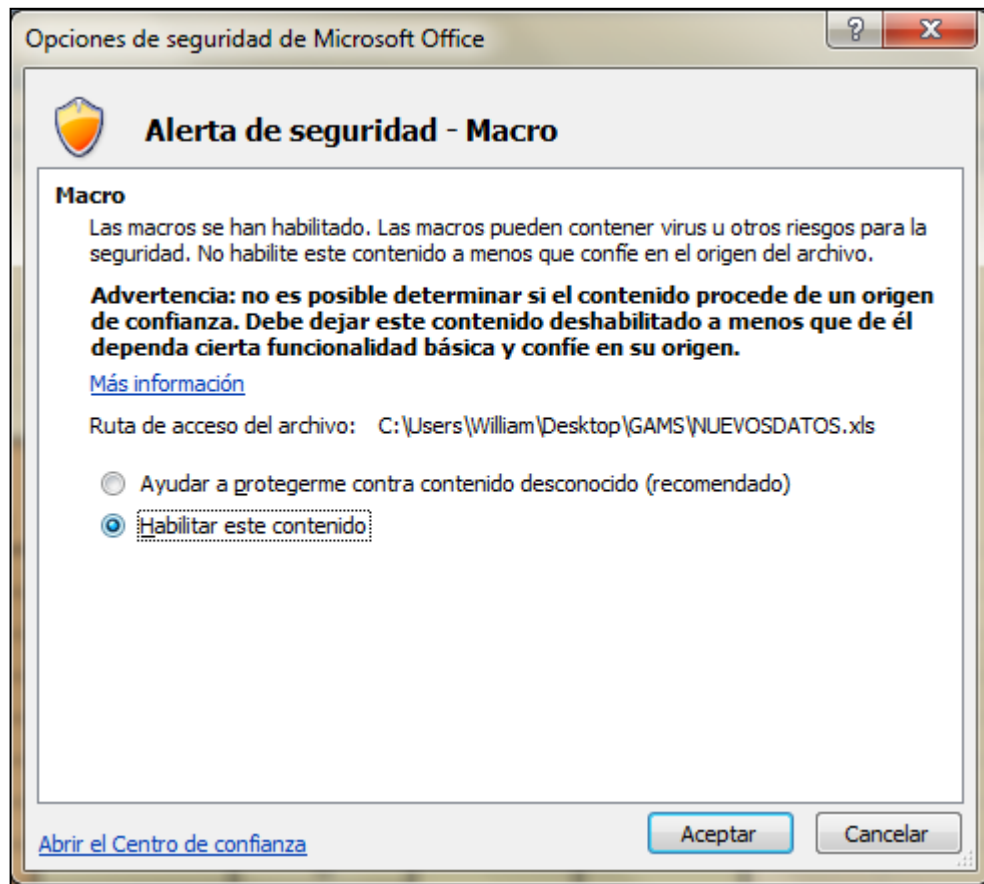 Opciones de seguridad de Microsoft Office
Alerta de seguridad - Macro
Macro
Las macros se han habilitado. Las macros pueden contener virus u otros riesgos para la
seguridad. No habilite este contenido a menos que confíe en el origen del archivo.
Advertencia: no es posible determinar si el contenido procede de un origen
de confianza. Debe dejar este contenido deshabilitado a menos que de él
dependa cierta funcionalidad básica y confíe en su origen.
Más información
Ruta de acceso del archivo: C:\Users\William\Desktop\GAMS\NUEVOSDATOS.xls
Ayudar a protegerme contra contenido desconocido (recomendado)
Habilitar este contenido
Abrir el Centro de confianza
Aceptar
Cancelar